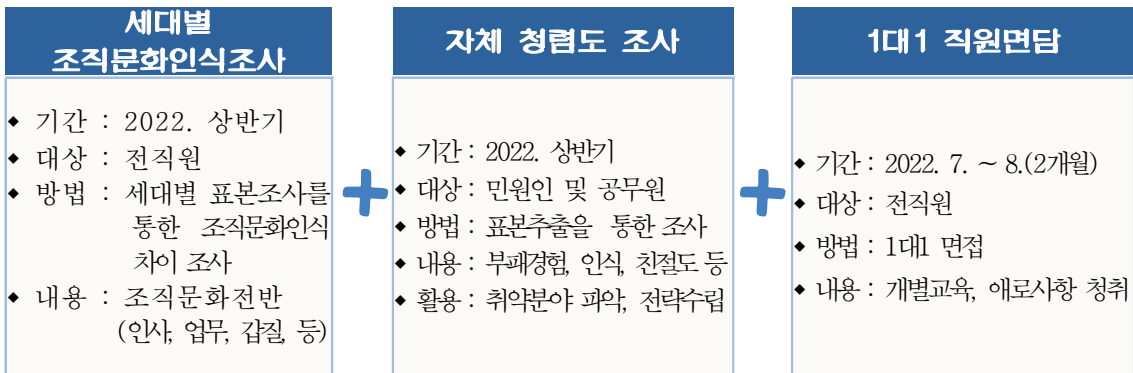 세대별
조직문화인식조사
◆ 기간 : 2022. 상반기
◆ 대상 : 전직원
◆ 방법 : 세대별 표본조사를
통한 조직문화인식
차이 조사
◆ 내용 : 조직문화전반
(인사, 업무, 갑질, 등)
자체 청렴도 조사
◆ 기간 : 2022. 상반기
◆ 대상 : 민원인 및 공무원
◆ 방법 : 표본추출을 통한 조사
◆ 내용 : 부패경험, 인식, 친절도 등
◆ 활용 : 취약분야 파악, 전략수립
1대1 직원면담
◆ 기간 : 2022. 7. ~ 8.(2개월)
◆ 대상 : 전직원
◆ 방법 : 1대1 면접
◆ 내용 : 개별교육, 애로사항 청취